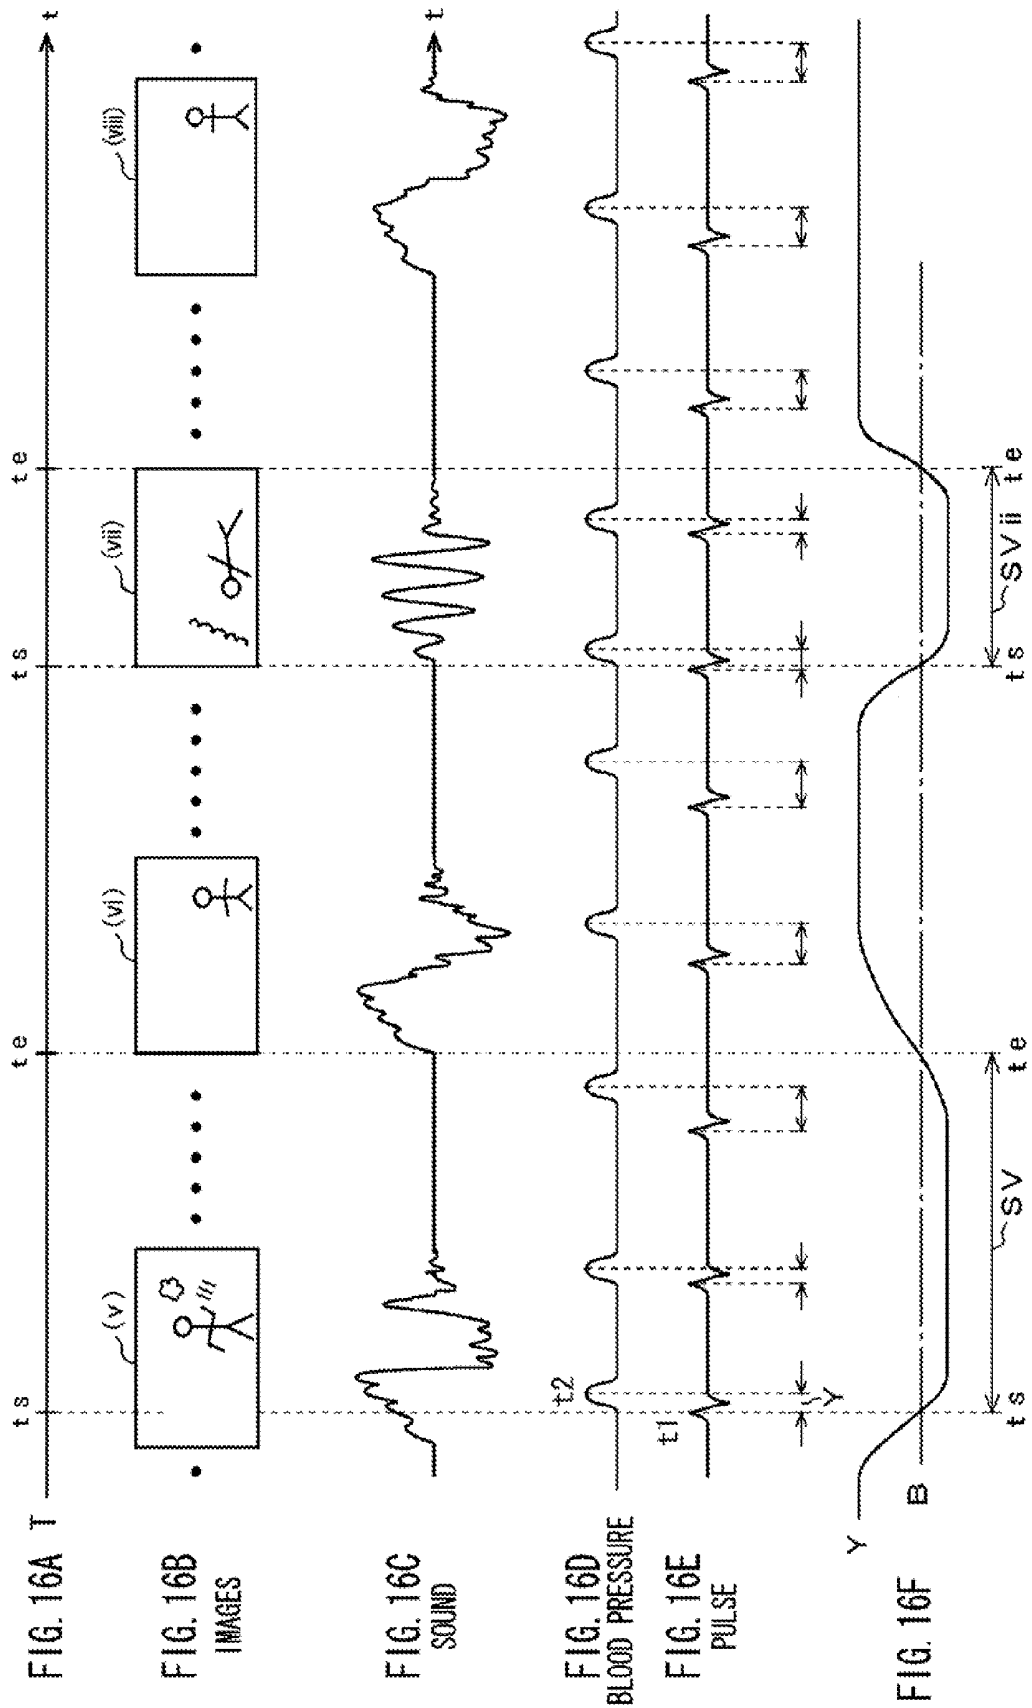 FIG. 16A T
t s
t e
t s
t e
t
FIG. 16B
IMAGES
(v)
(vi)
(vii)
(viii)
FIG. 16C
SOUND
t
FIG. 16D
BLOOD PRESSURE
t2
FIG. 16E
PULSE
t1
Y
FIG. 16F
Y
B
SV
SVii
t s
t e
t s
t e